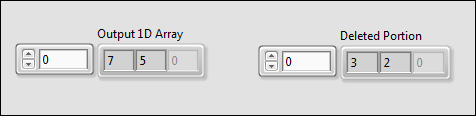 Output 1D Array
Deleted Portion
0 7 5 0
0 3 2 0